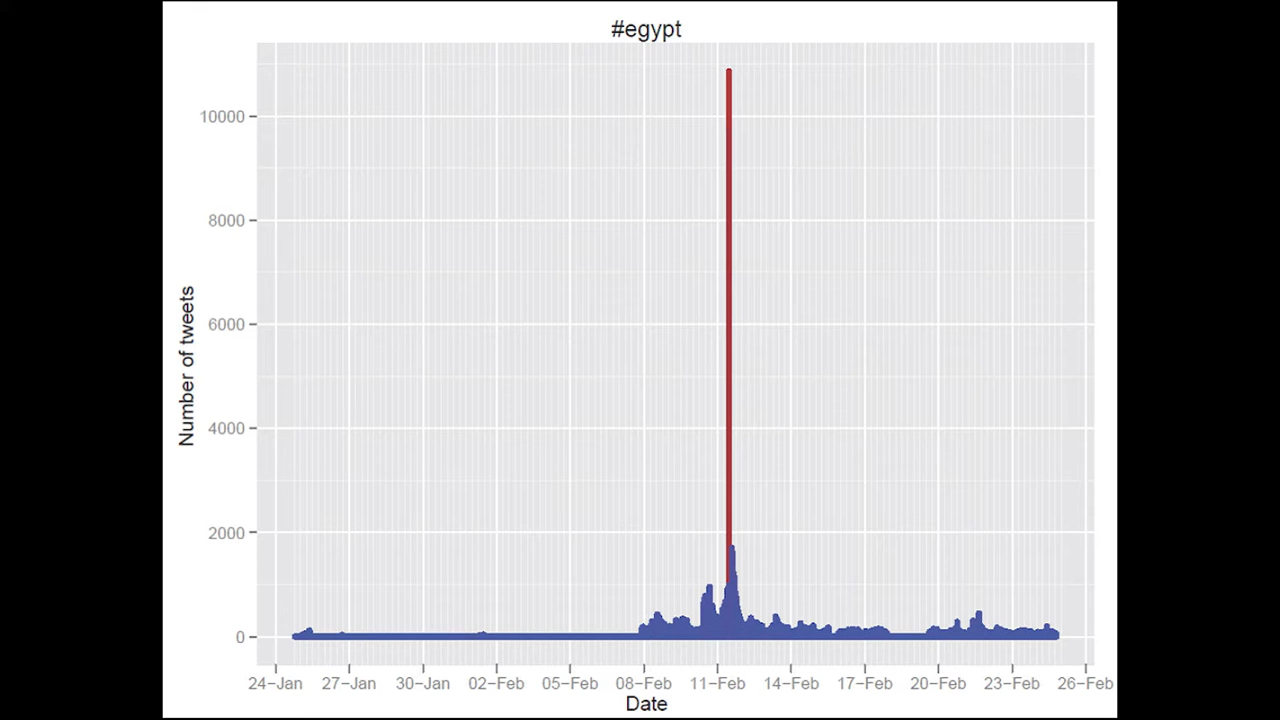 #egypt
10000
8000
6000
4000
2000
0
Number of tweets
24−Jan 27−Jan 30−Jan 02−Feb 05−Feb 08−Feb 11−Feb 14−Feb 17−Feb 20−Feb 23−Feb 26−Feb
Date